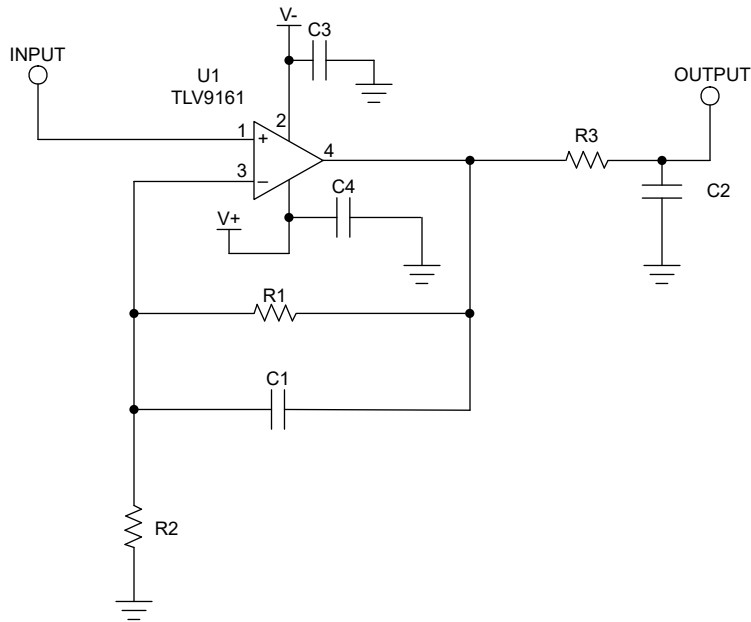 V-
C3
INPUT
U1
TLV9161
OUTPUT
2
R3
1
+
4
3
–
C4
C2
V+
R1
C1
R2